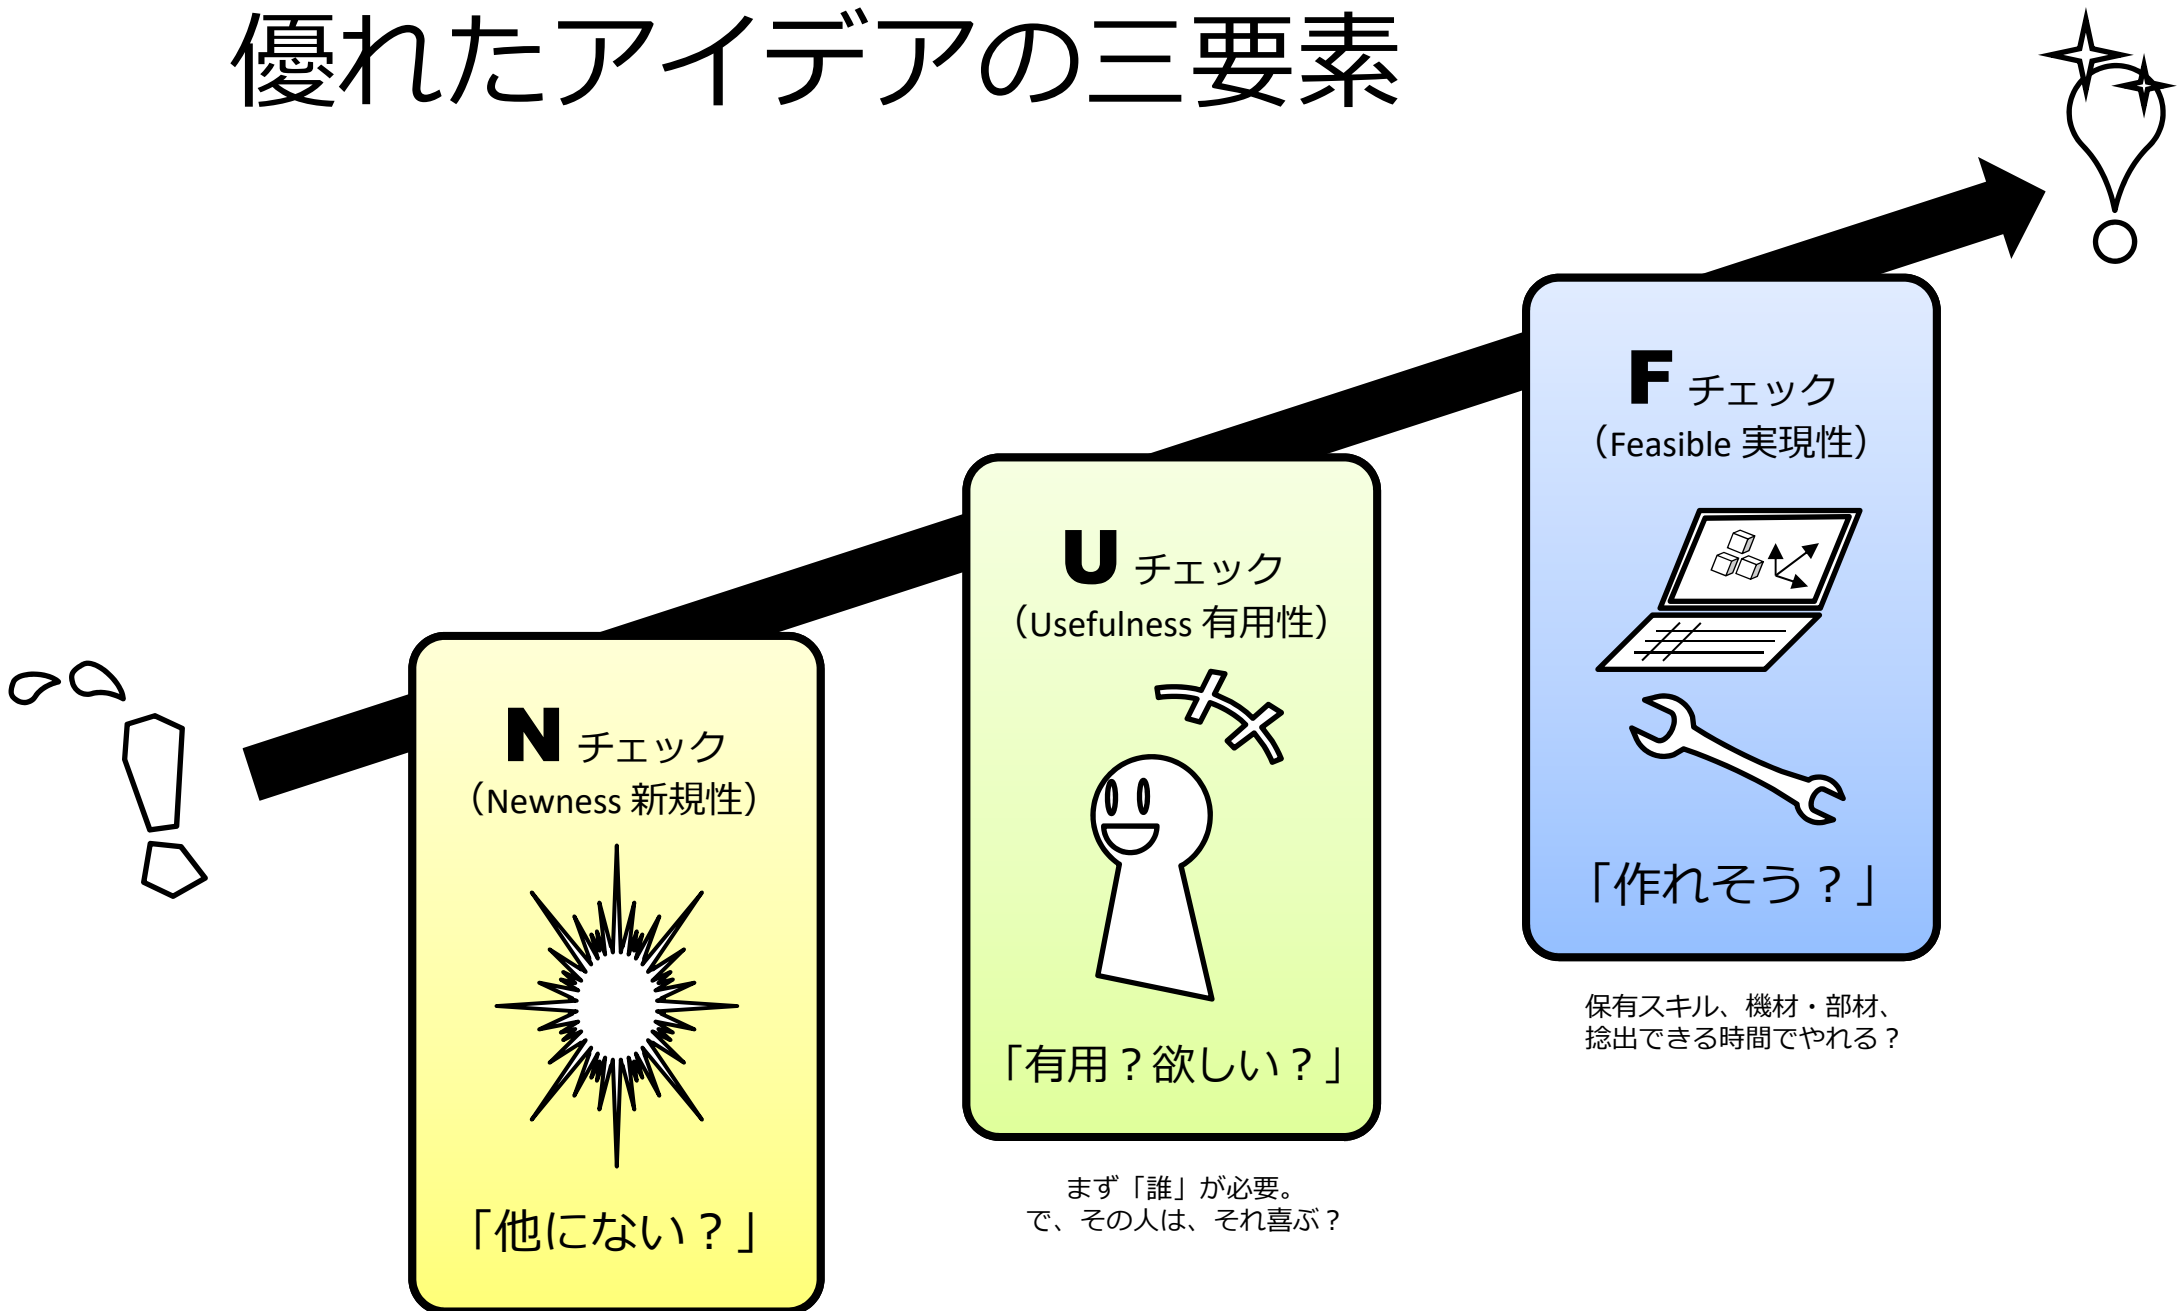 優れたアイデアの三要素
N チェック
（Newness 新規性）
「他にない？」
U チェック
（Usefulness 有用性）
「有用？欲しい？」
まず「誰」が必要。
で、その人は、それ喜ぶ？
F チェック
（Feasible 実現性）
「作れそう？」
保有スキル、機材・部材、
捻出できる時間でやれる？